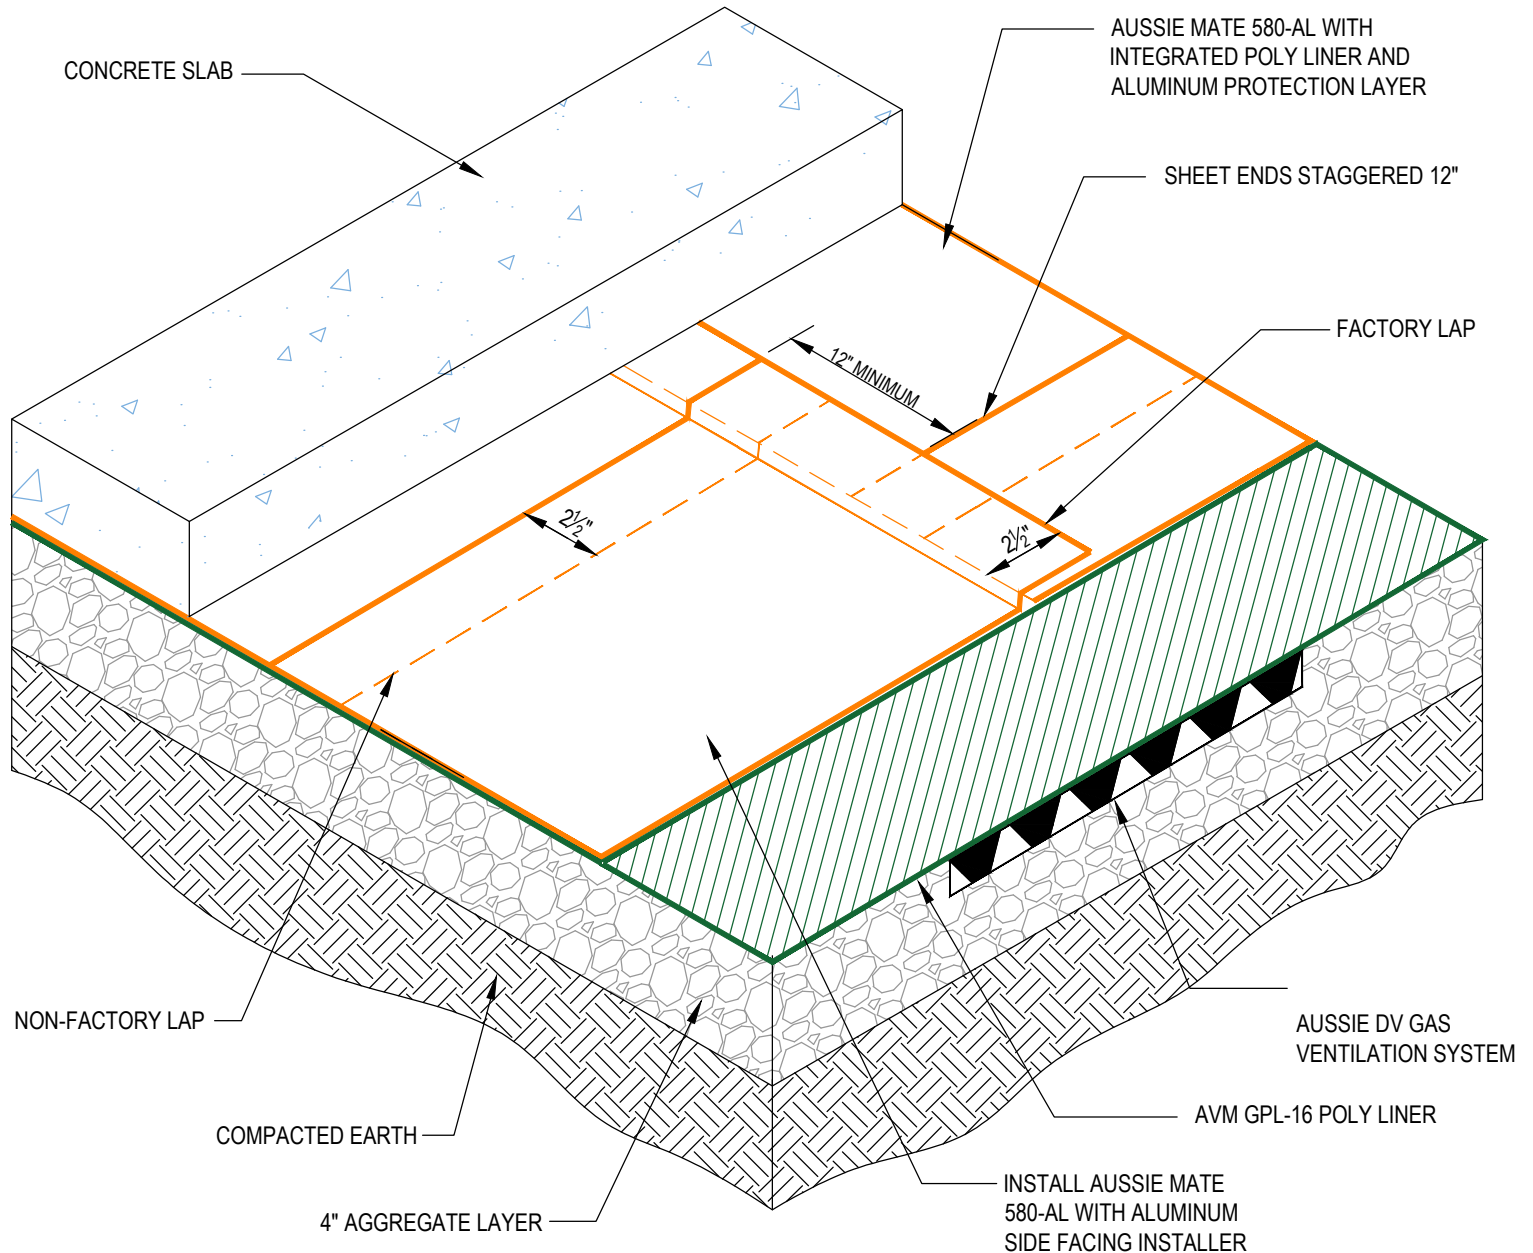 AUSSIE MATE 580-AL WITH
INTEGRATED POLY LINER AND
ALUMINUM PROTECTION LAYER
CONCRETE SLAB
SHEET ENDS STAGGERED 12"
FACTORY LAP
12" MINIMUM
2½"
2½"
NON-FACTORY LAP
AUSSIE DV GAS
VENTILATION SYSTEM
AVM GPL-16 POLY LINER
COMPACTED EARTH
INSTALL AUSSIE MATE
580-AL WITH ALUMINUM
SIDE FACING INSTALLER
4" AGGREGATE LAYER